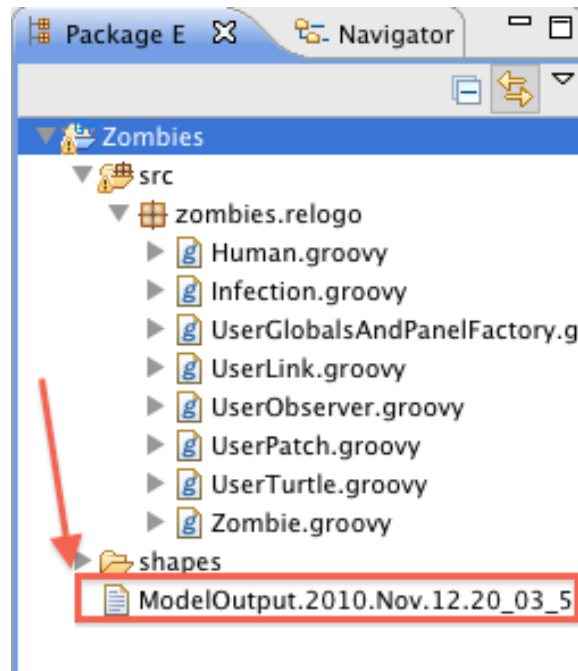 Package E Navigator
Zombies
src
zombies.relogo
Human.groovy
Infection.groovy
UserGlobalsAndPanelFactory.g
UserLink.groovy
UserObserver.groovy
UserPatch.groovy
UserTurtle.groovy
Zombie.groovy
shapes
ModelOutput.2010.Nov.12.20_03_5